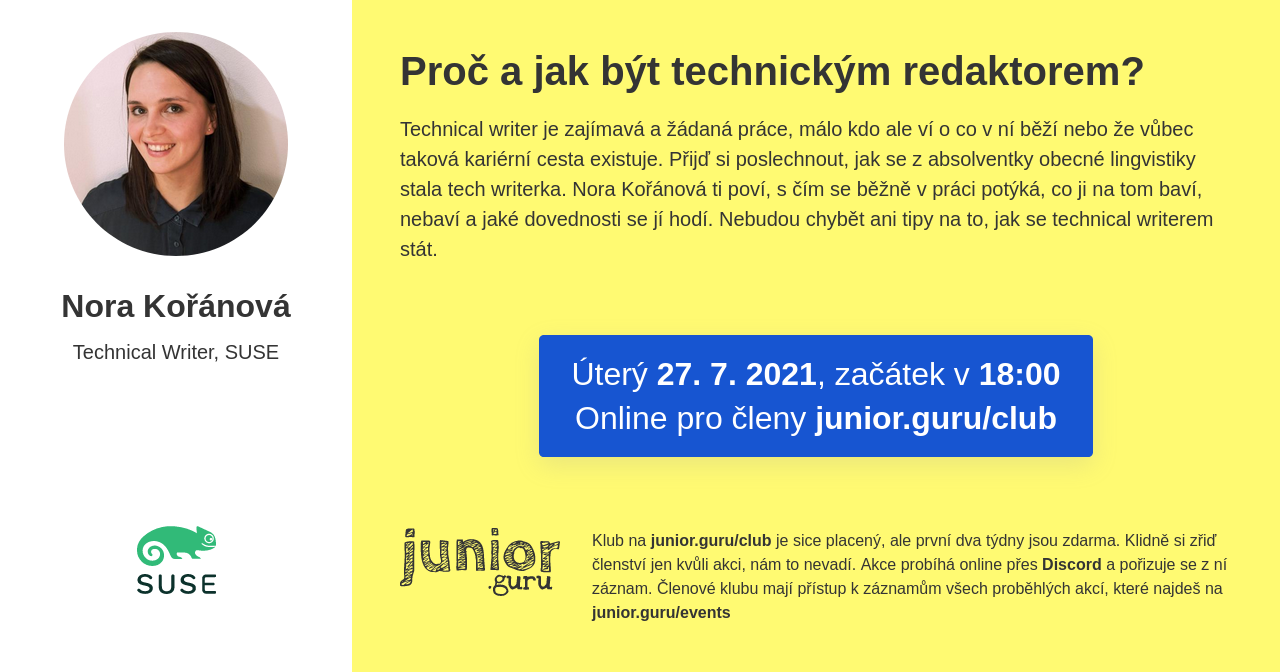 Proč a jak být technickým redaktorem?
Technical writer je zajímavá a žádaná práce, málo kdo ale ví o co v ní běží nebo že vůbec
taková kariérní cesta existuje. Přijď si poslechnout, jak se z absolventky obecné lingvistiky
stala tech writerka. Nora Kořánová ti poví, s čím se běžně v práci potýká, co ji na tom baví,
nebaví a jaké dovednosti se jí hodí. Nebudou chybět ani tipy na to, jak se technical writerem
stát.
Nora Kořánová
Technical Writer, SUSE
Úterý 27. 7. 2021, začátek v 18:00
Online pro členy junior.guru/club
SUSE
junior
.guru
Klub na junior.guru/club je sice placený, ale první dva týdny jsou zdarma. Klidně si zřiď
členství jen kvůli akci, nám to nevadí. Akce probíhá online přes Discord a pořizuje se z ní
záznam. Členové klubu mají přístup k záznamům všech proběhlých akcí, které najdeš na
junior.guru/events